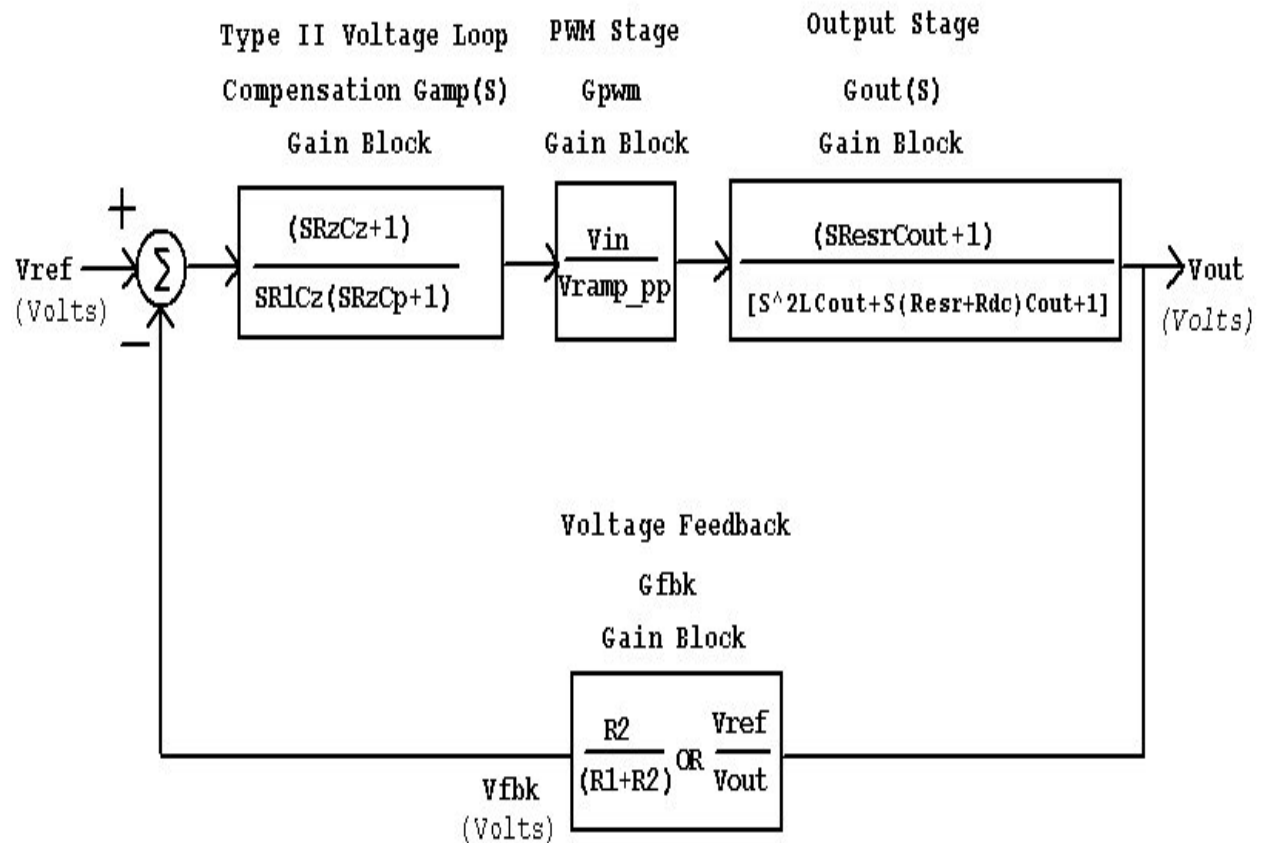 Type II Voltage Loop
Compensation Gamp(S)
Gain Block
PWM Stage
Gpwm
Gain Block
Output Stage
Gout(S)
Gain Block
+
Vref
(Volts)
−
Σ
(SRzCz+1)
SR1Cz(SRzCp+1)
Vin
Vramp_pp
(SResrCout+1)
[S^2LCout+S(Resr+Rdc)Cout+1]
Vout
(Volts)
Voltage Feedback
Gfbk
Gain Block
R2
(R1+R2)
OR
Vref
Vout
Vfbk
(Volts)